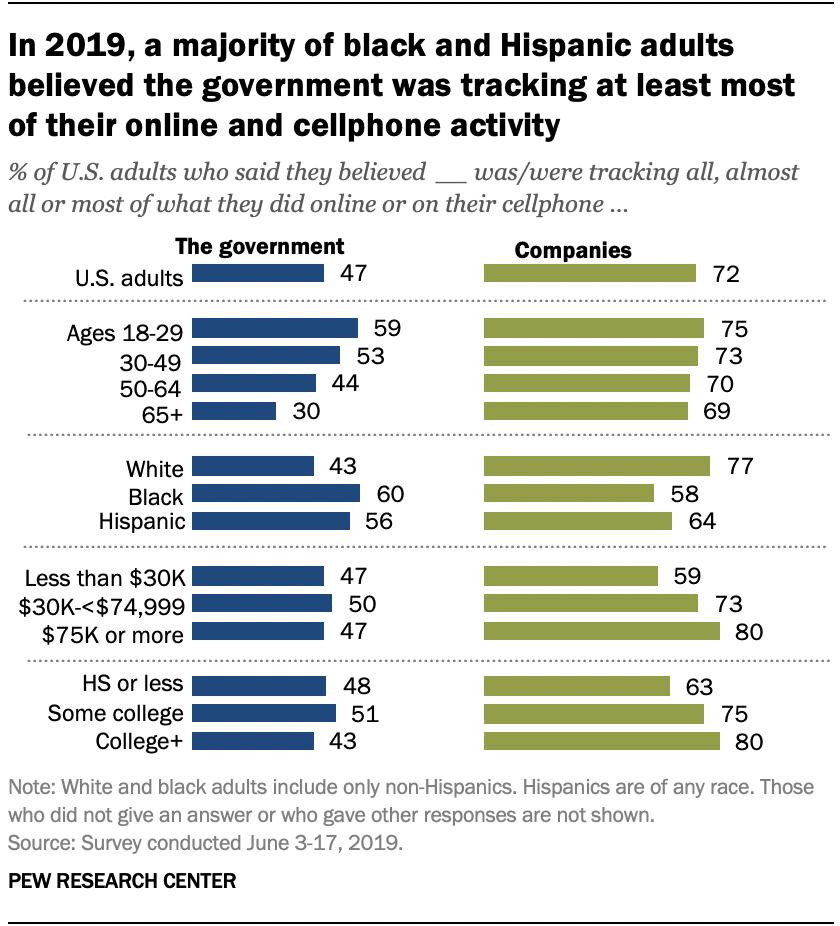 In 2019, a majority of black and Hispanic adults
believed the government was tracking at least most
of their online and cellphone activity
% of U.S. adults who said they believed __ was/were tracking all, almost
all or most of what they did online or on their cellphone ...
The government Companies
U.S. adults 47 72
Ages 18-29 59 75
30-49 53 73
50-64 44 70
65+ 30 69
White 43 77
Black 60 58
Hispanic 56 64
Less than $30K 47 59
$30K-<$74,999 50 73
$75K or more 47 80
HS or less 48 63
Some college 51 75
College+ 43 80
Note: White and black adults include only non-Hispanics. Hispanics are of any race. Those
who did not give an answer or who gave other responses are not shown.
Source: Survey conducted June 3-17, 2019.
PEW RESEARCH CENTER